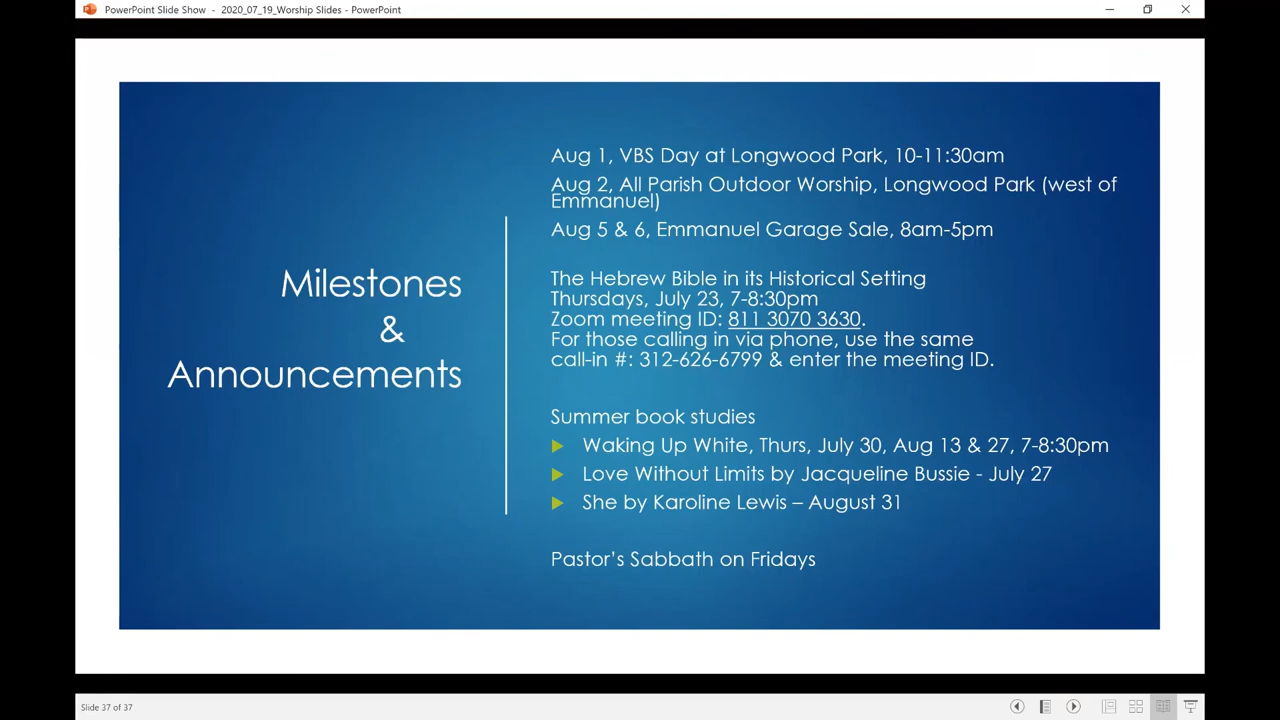 PowerPoint Slide Show - 2020_07_19_Worship Slides - PowerPoint
Milestones
&
Announcements
Aug 1, VBS Day at Longwood Park, 10-11:30am
Aug 2, All Parish Outdoor Worship, Longwood Park (west of
Emmanuel)
Aug 5 & 6, Emmanuel Garage Sale, 8am-5pm
The Hebrew Bible in its Historical Setting
Thursdays, July 23, 7-8:30pm
Zoom meeting ID: 811 3070 3630.
For those calling in via phone, use the same
call-in #: 312-626-6799 & enter the meeting ID.
Summer book studies
Waking Up White, Thurs, July 30, Aug 13 & 27, 7-8:30pm
Love Without Limits by Jacqueline Bussie - July 27
She by Karoline Lewis – August 31
Pastor's Sabbath on Fridays
Slide 37 of 37